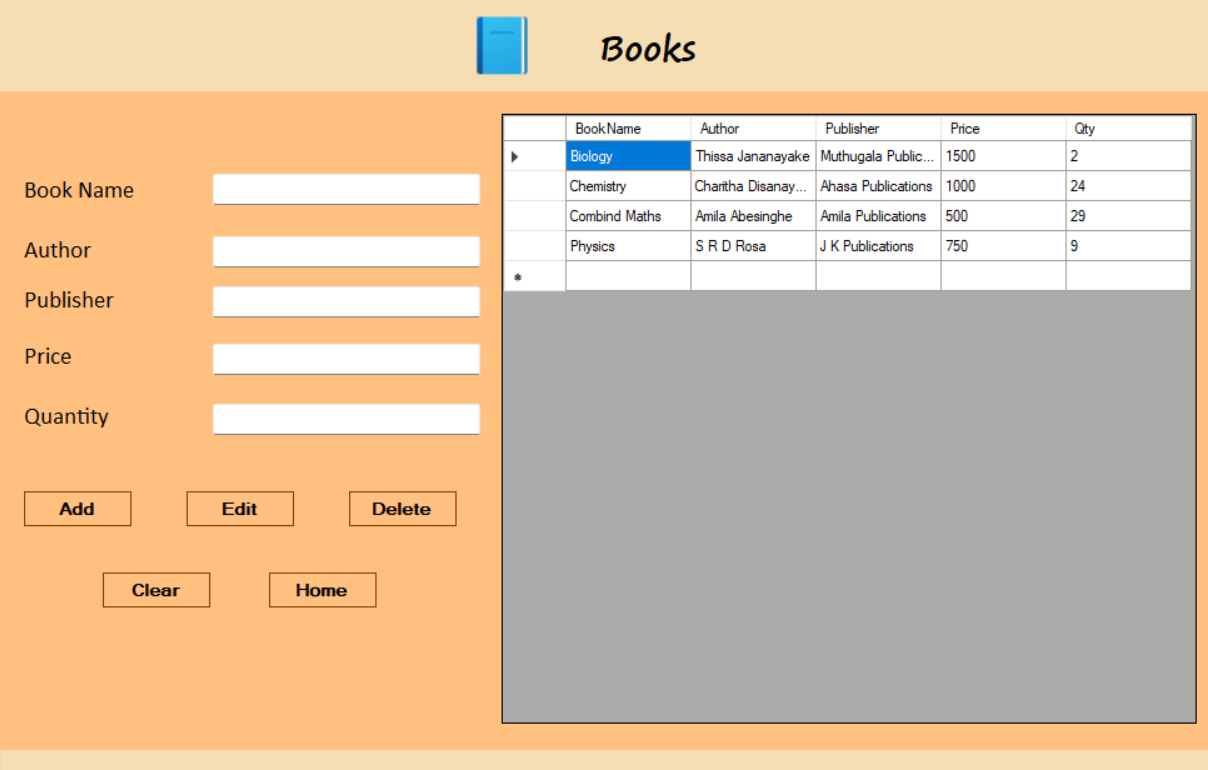 Books
Book Name
Author
Publisher
Price
Quantity
Add Edit Delete
Clear Home
BookName Author Publisher Price Qty
Biology Thissa Jananayake Muthugala Public... 1500 2
Chemistry Charitha Disanay... Ahasa Publications 1000 24
Combind Maths Amila Abesinghe Amila Publications 500 29
Physics S R D Rosa J K Publications 750 9